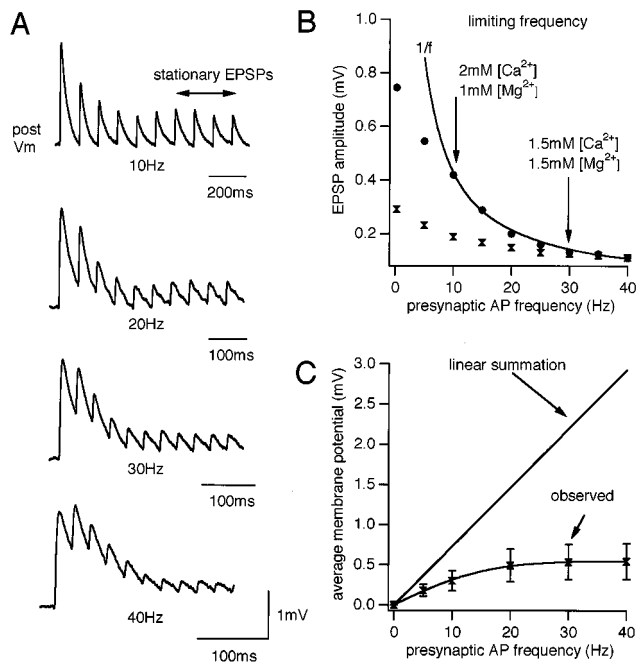 A
stationary EPSPs
post
Vm
10Hz
200ms
20Hz
100ms
30Hz
100ms
40Hz
1mV
100ms
B
limiting frequency
1/f
2mM [Ca²⁺]
1mM [Mg²⁺]
1.5mM [Ca²⁺]
1.5mM [Mg²⁺]
EPSP amplitude (mV)
1.0
0.8
0.6
0.4
0.2
0 10 20 30 40
presynaptic AP frequency (Hz)
C
linear summation
observed
average membrane potential (mV)
3.0
2.5
2.0
1.5
1.0
0.5
0.0
0 10 20 30 40
presynaptic AP frequency (Hz)